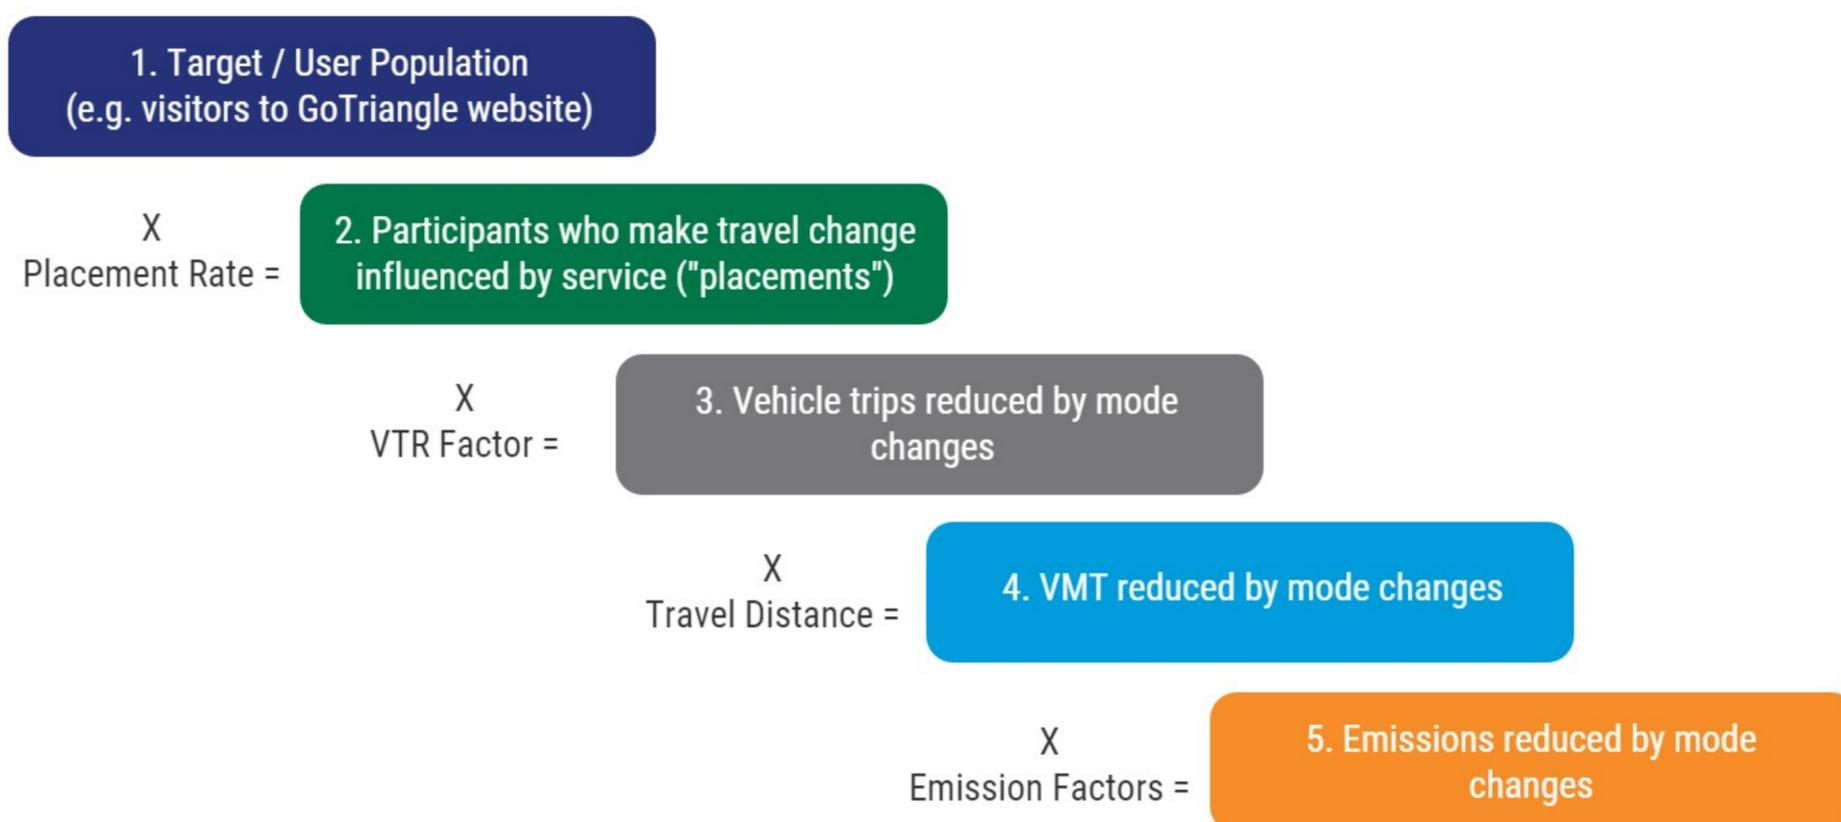 1. Target / User Population
(e.g. visitors to GoTriangle website)
X
Placement Rate =
2. Participants who make travel change
influenced by service ("placements")
X
VTR Factor =
3. Vehicle trips reduced by mode
changes
X
Travel Distance =
4. VMT reduced by mode changes
X
Emission Factors =
5. Emissions reduced by mode
changes